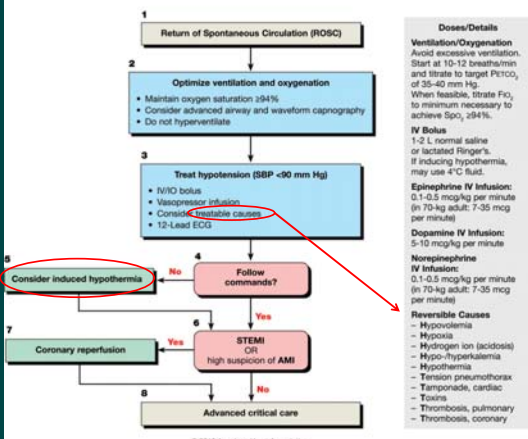 1
Return of Spontaneous Circulation (ROSC)
2
Optimize ventilation and oxygenation
• Maintain oxygen saturation ≥94%
• Consider advanced airway and waveform capnography
• Do not hyperventilate
3
Treat hypotension (SBP <90 mm Hg)
• IV/IO bolus
• Vasopressor infusion
• Consider treatable causes
• 12-Lead ECG
4
Follow
commands?
No
5
Consider induced hypothermia
Yes
6
STEMI
OR
high suspicion of AMI
Yes
7
Coronary reperfusion
No
8
Advanced critical care
Doses/Details
Ventilation/Oxygenation
Avoid excessive ventilation.
Start at 10-12 breaths/min
and titrate to target PETCO2
of 35-40 mm Hg.
When feasible, titrate FIO2
to minimum necessary to
achieve SpO2 ≥94%.
IV Bolus
1-2 L normal saline
or lactated Ringer's.
If inducing hypothermia,
may use 4°C fluid.
Epinephrine IV Infusion:
0.1-0.5 mcg/kg per minute
(in 70-kg adult: 7-35 mcg
per minute)
Dopamine IV Infusion:
5-10 mcg/kg per minute
Norepinephrine
IV Infusion:
0.1-0.5 mcg/kg per minute
(in 70-kg adult: 7-35 mcg
per minute)
Reversible Causes
– Hypovolemia
– Hypoxia
– Hydrogen ion (acidosis)
– Hypo-/hyperkalemia
– Hypothermia
– Tension pneumothorax
– Tamponade, cardiac
– Toxins
– Thrombosis, pulmonary
– Thrombosis, coronary